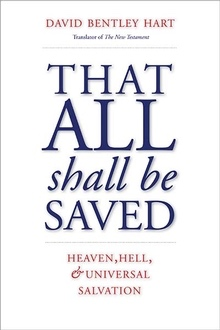 DAVID BENTLEY HART
Translator of The New Testament
THAT
ALL
shall be
SAVED
HEAVEN, HELL,
& UNIVERSAL
SALVATION